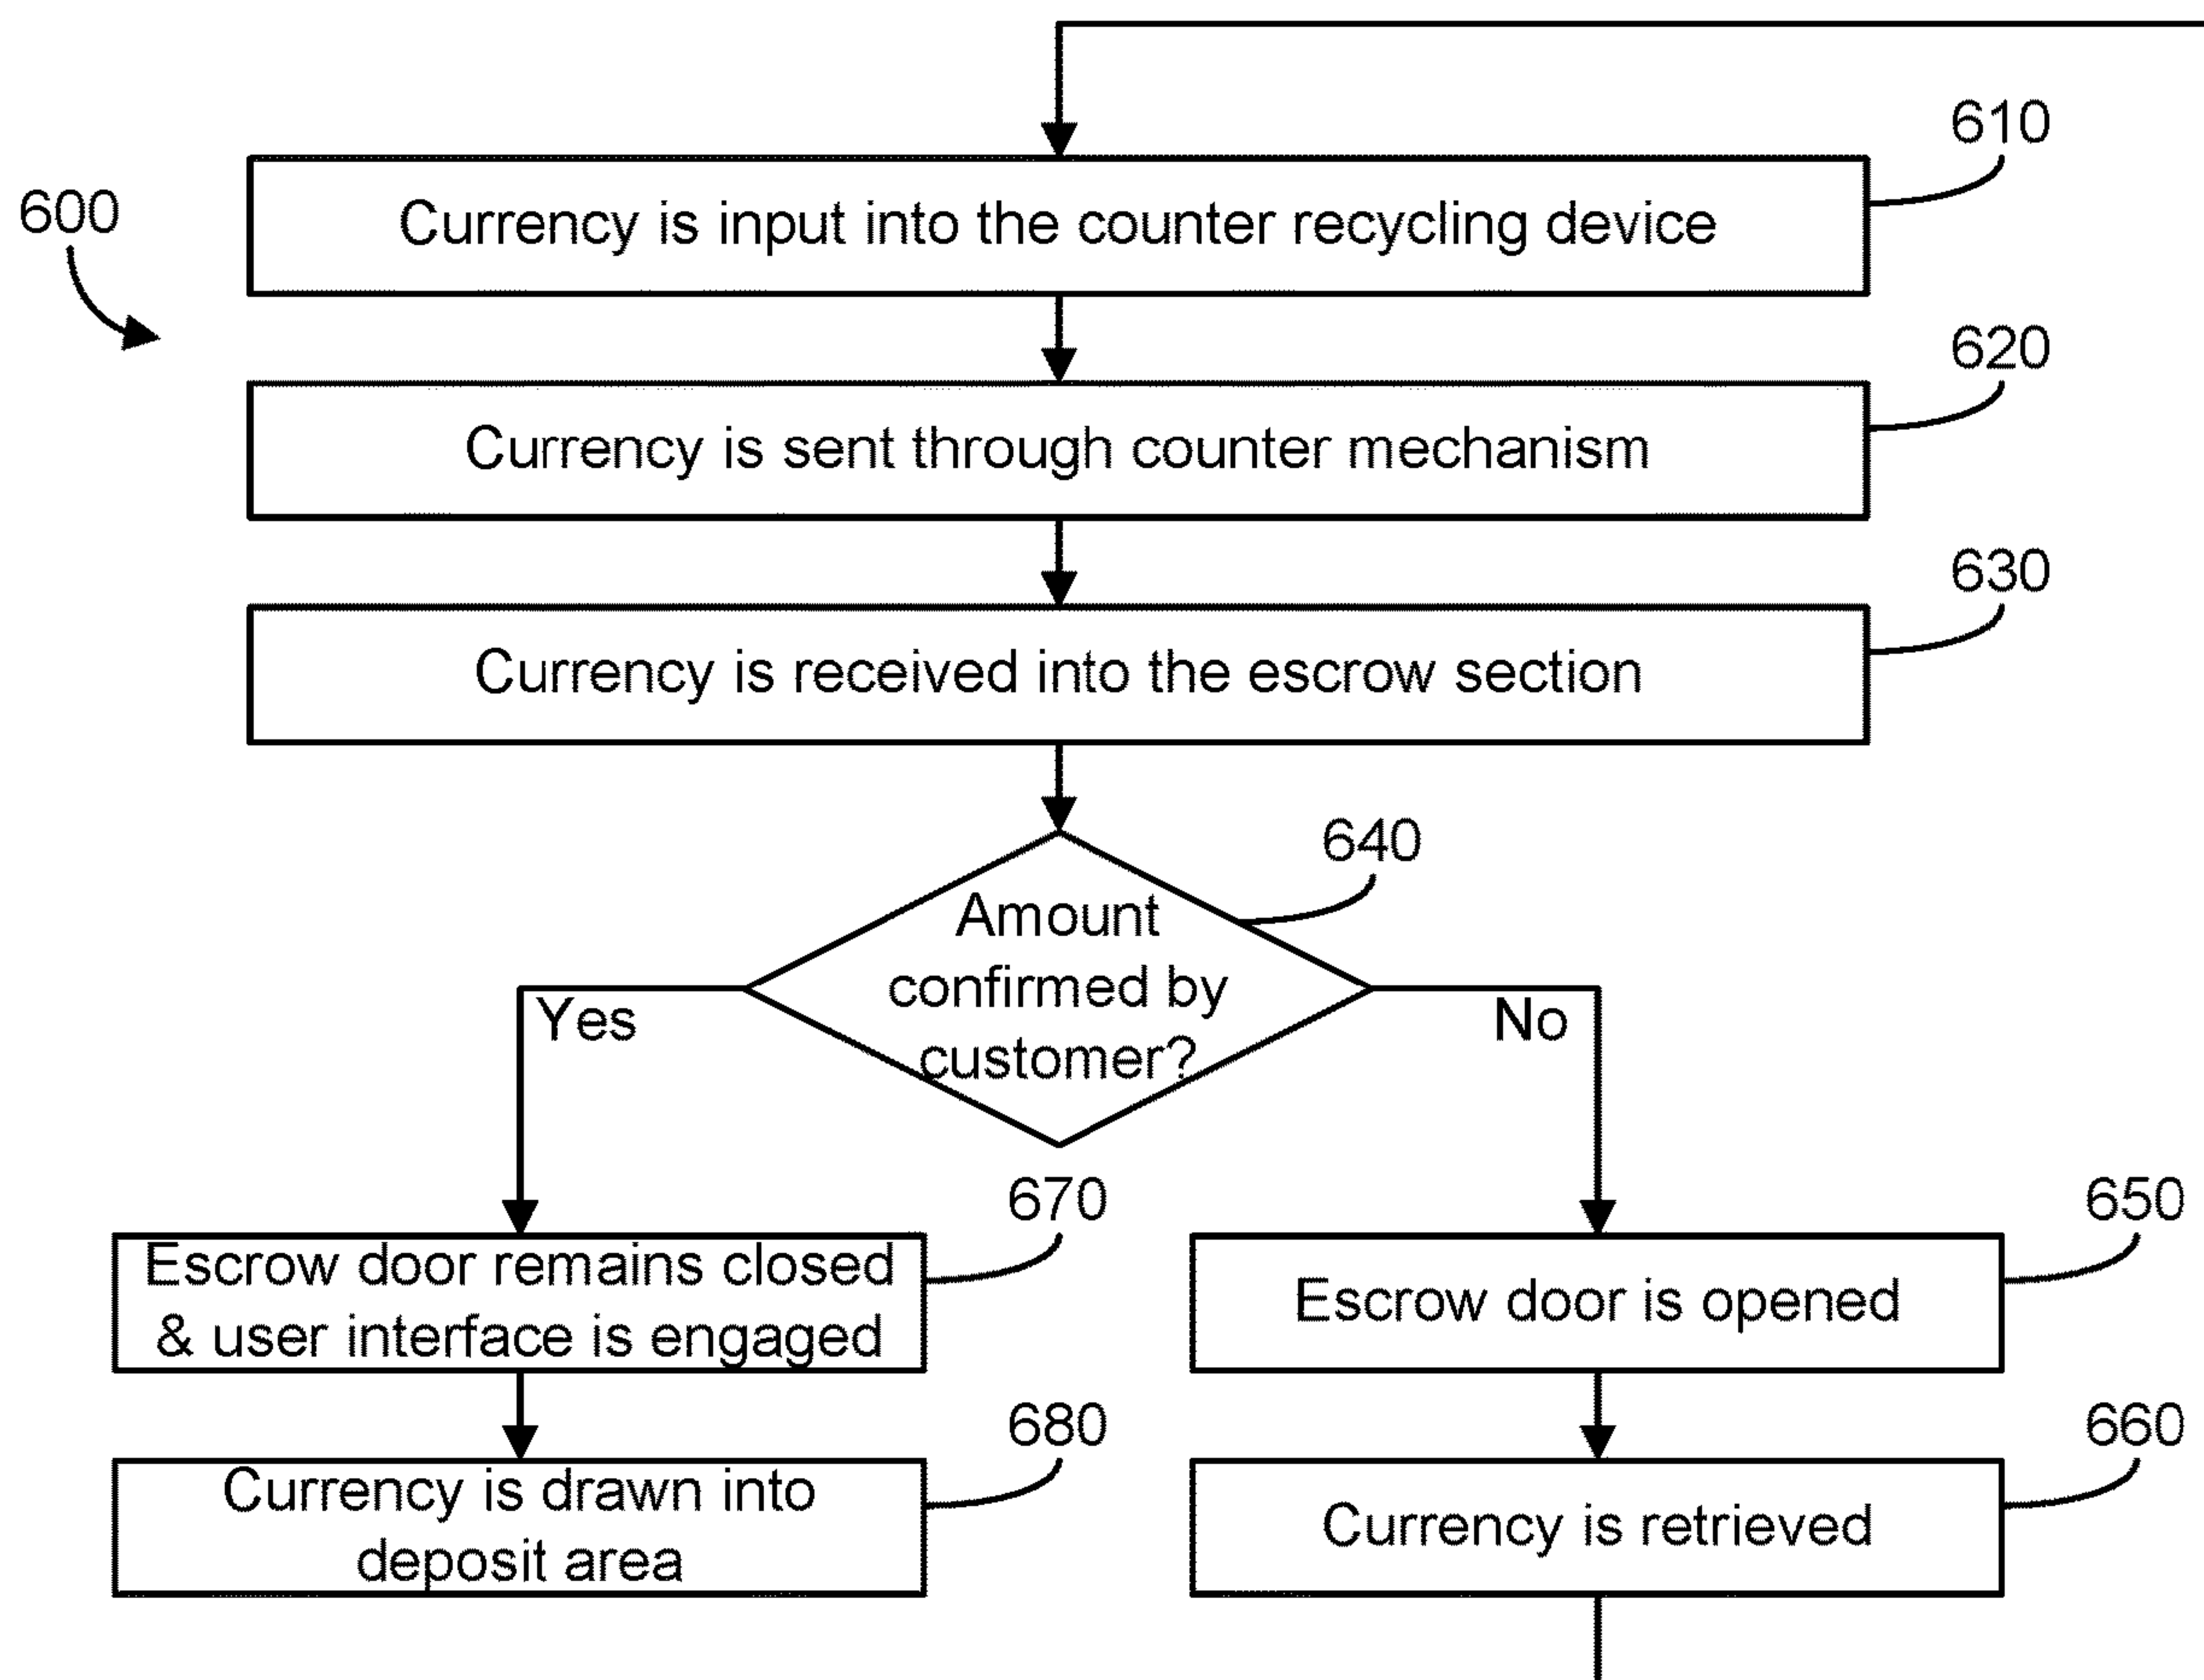 610
600
Currency is input into the counter recycling device
620
Currency is sent through counter mechanism
630
Currency is received into the escrow section
640
Amount
confirmed by
customer?
Yes
No
670
650
Escrow door remains closed
& user interface is engaged
Escrow door is opened
680
660
Currency is drawn into
deposit area
Currency is retrieved